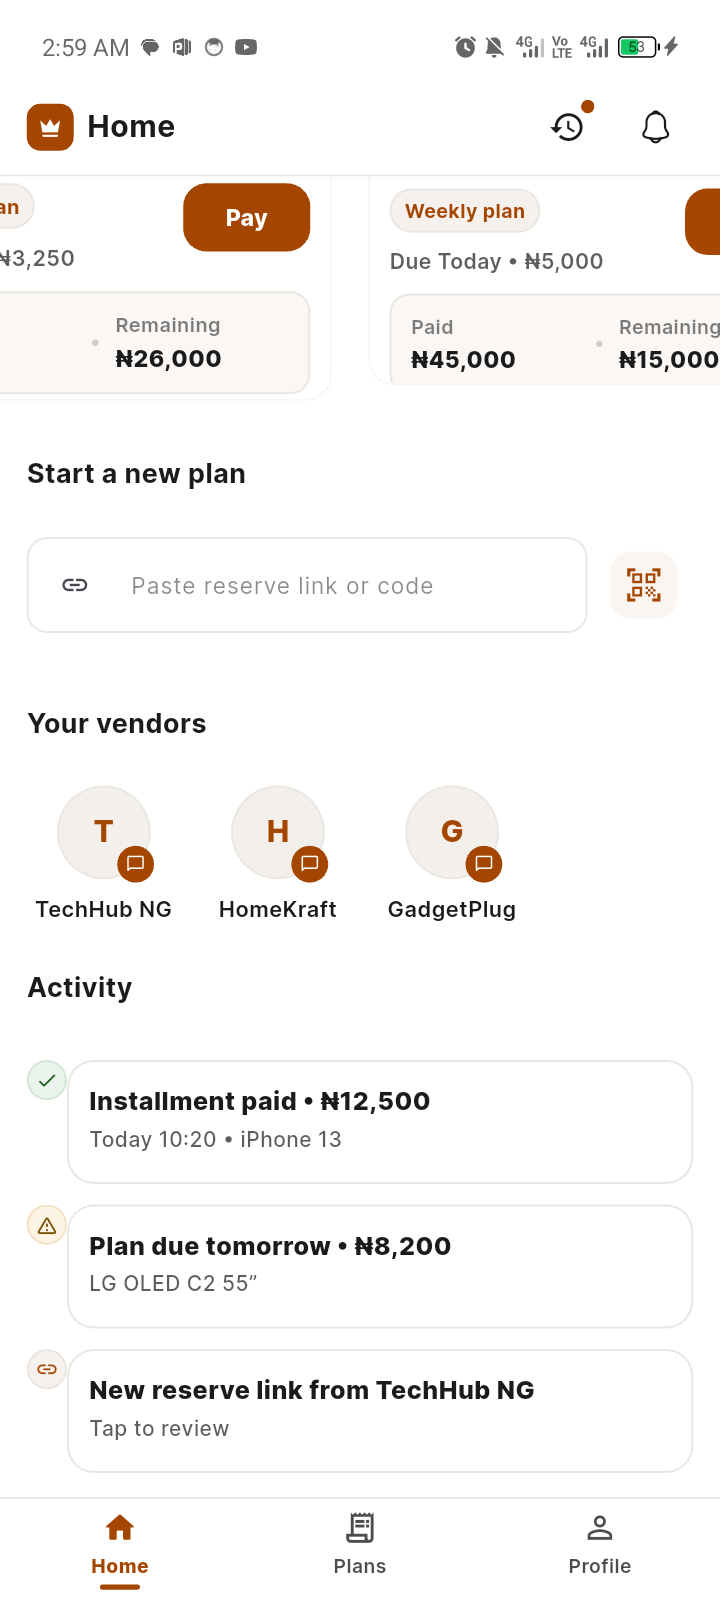 2:59 AM
4G Vo LTE 4G 53
Home
an
Pay
₦3,250
Remaining
₦26,000
Weekly plan
Due Today • ₦5,000
Paid
₦45,000
Remaining
₦15,000
Start a new plan
Paste reserve link or code
Your vendors
T
H
G
TechHub NG
HomeKraft
GadgetPlug
Activity
Installment paid • ₦12,500
Today 10:20 • iPhone 13
Plan due tomorrow • ₦8,200
LG OLED C2 55”
New reserve link from TechHub NG
Tap to review
Home
Plans
Profile